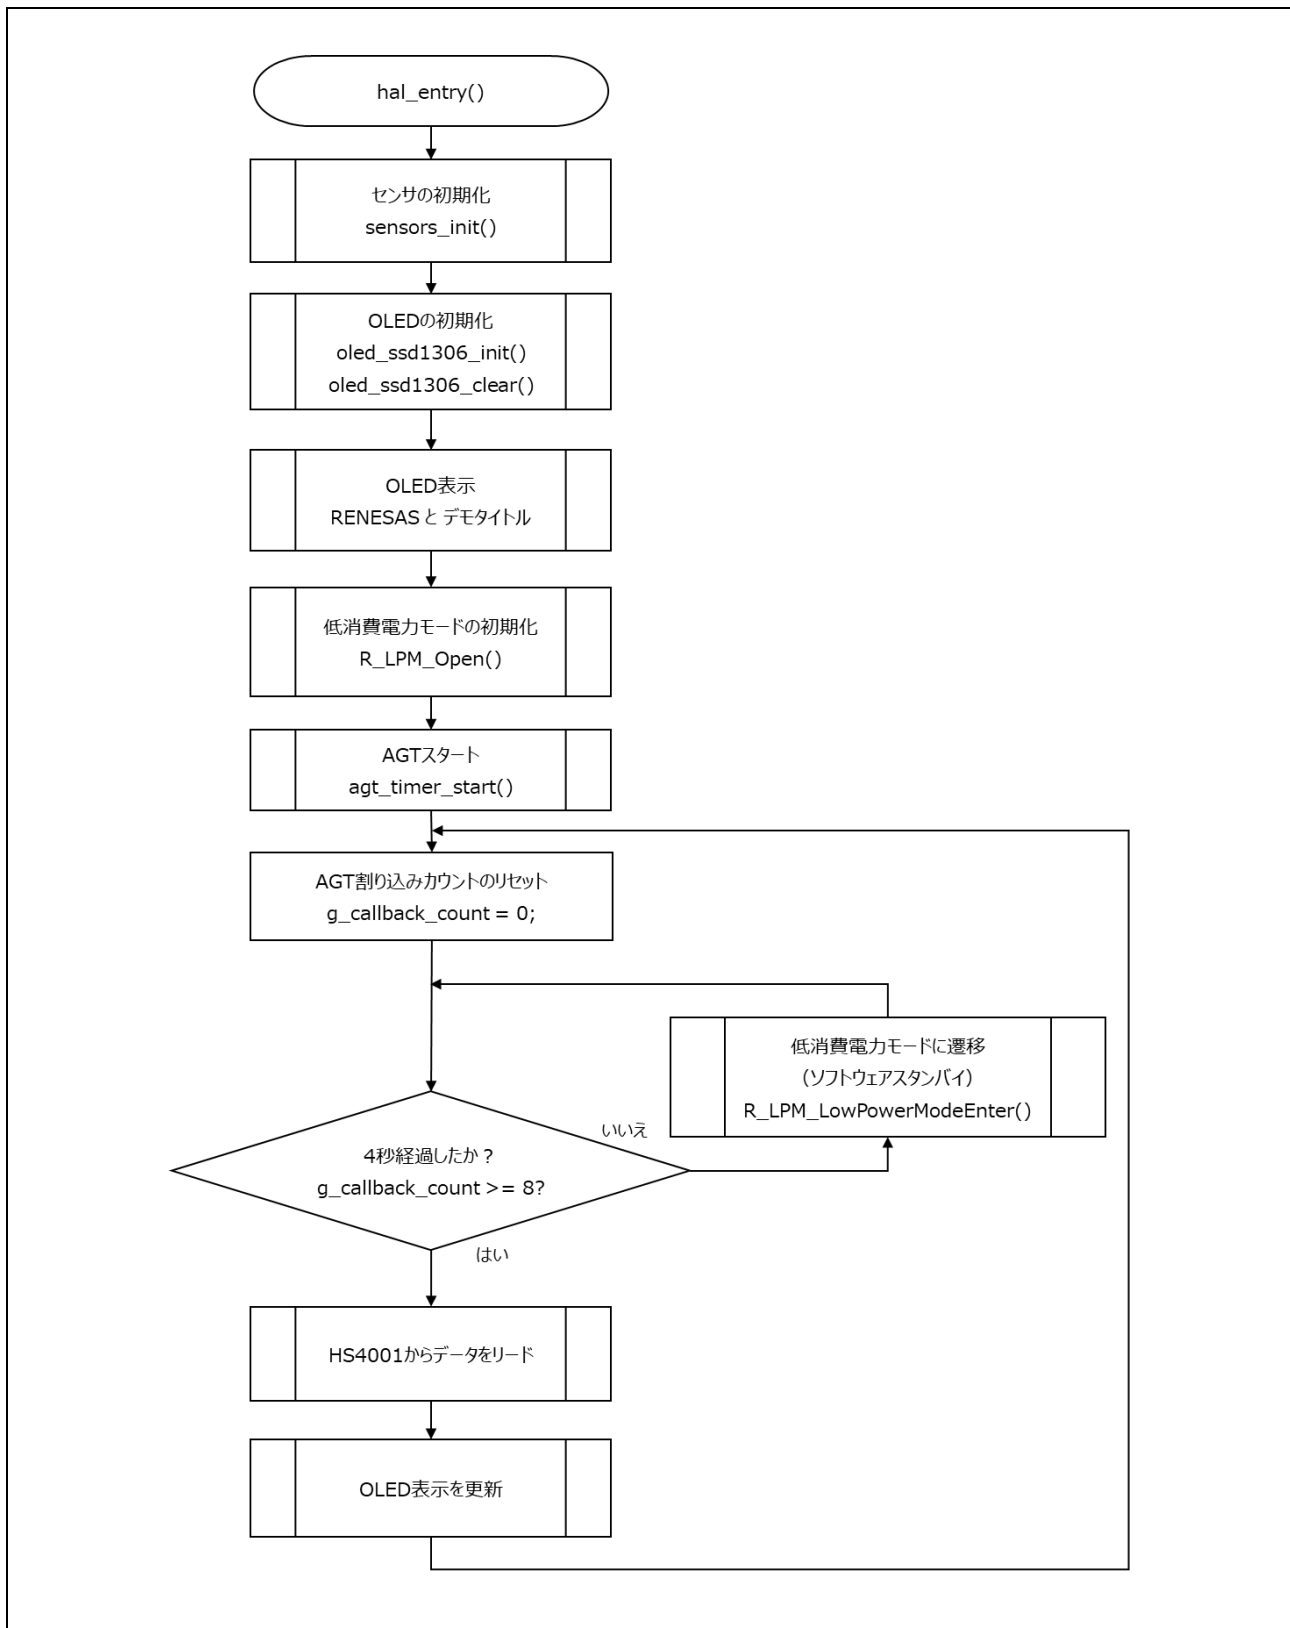 hal_entry()
センサの初期化
sensors_init()
OLEDの初期化
oled_ssd1306_init()
oled_ssd1306_clear()
OLED表示
RENESAS と デモタイトル
低消費電力モードの初期化
R_LPM_Open()
AGTスタート
agt_timer_start()
AGT割り込みカウントのリセット
g_callback_count = 0;
低消費電力モードに遷移
（ソフトウェアスタンバイ）
R_LPM_LowPowerModeEnter()
いいえ
4秒経過したか？
g_callback_count >= 8?
はい
HS4001からデータをリード
OLED表示を更新